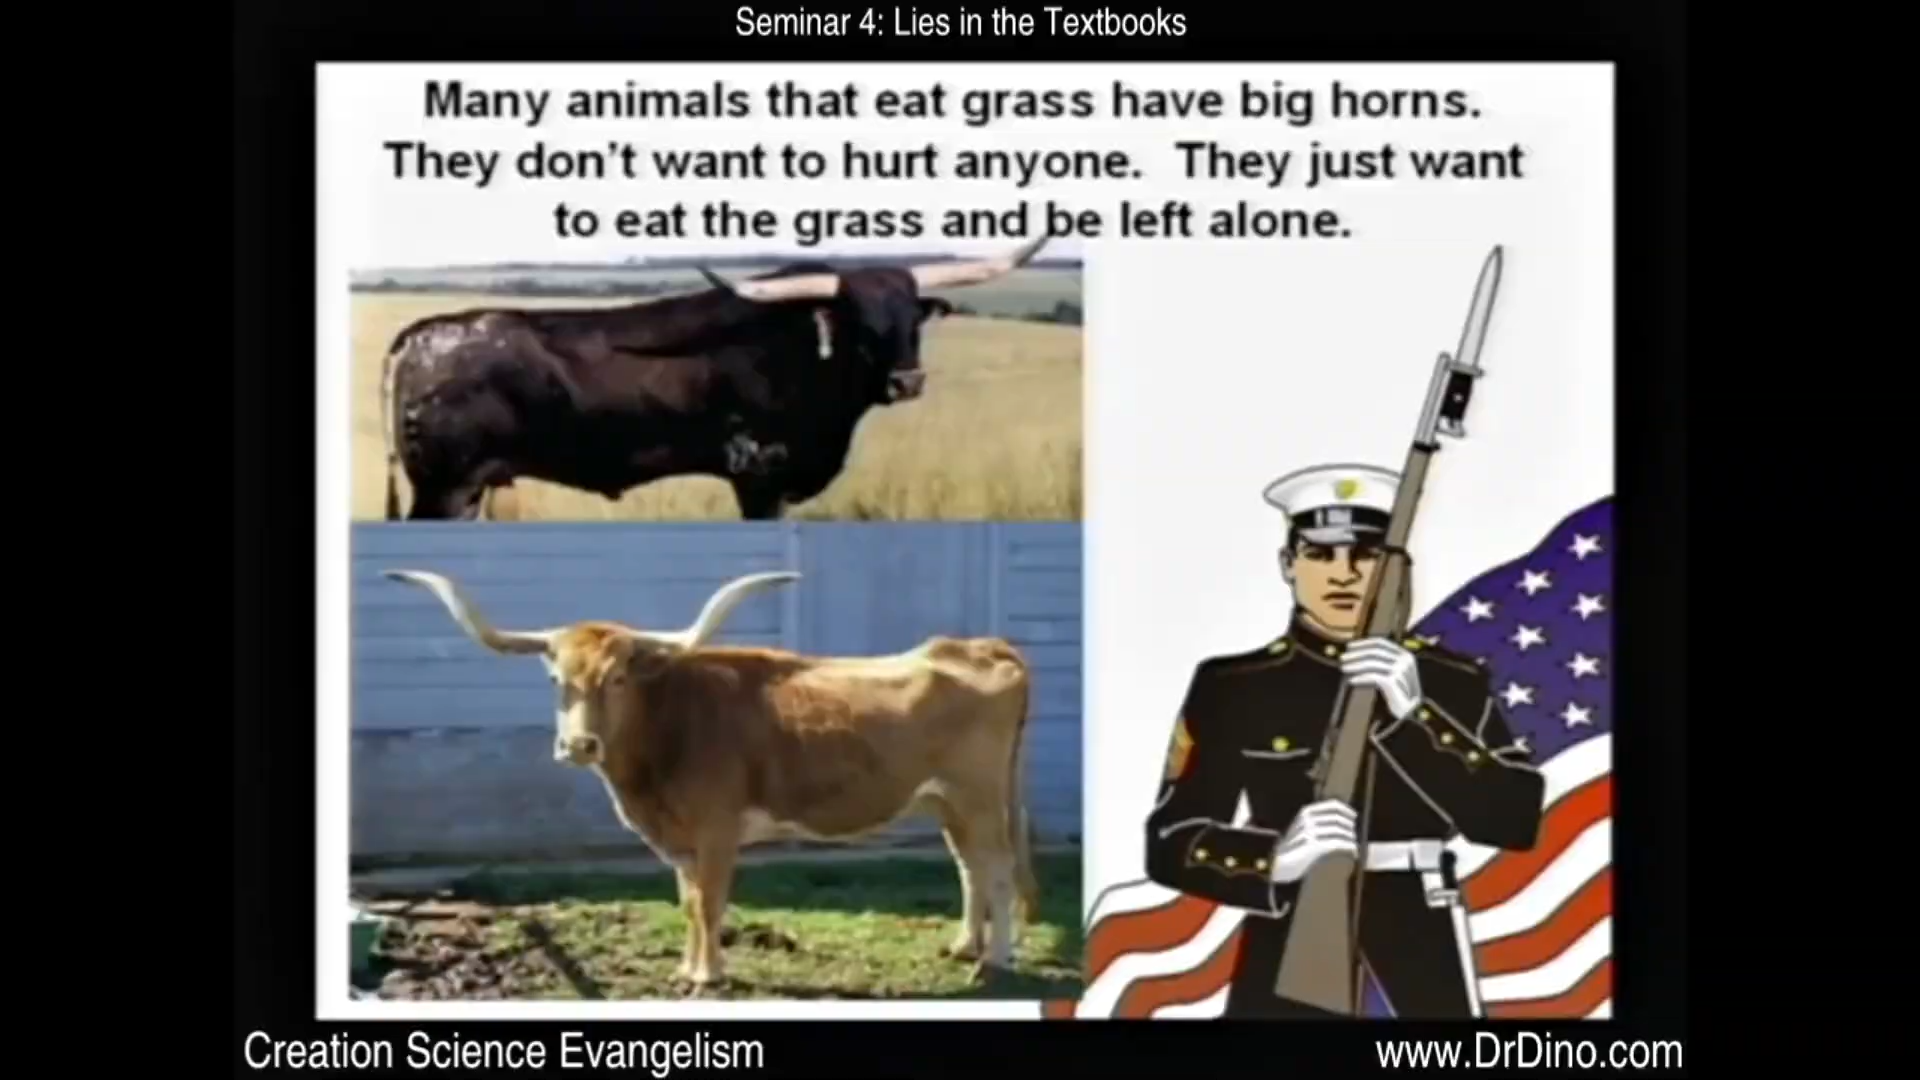 Seminar 4: Lies in the Textbooks
Many animals that eat grass have big horns.
They don't want to hurt anyone. They just want
to eat the grass and be left alone.
Creation Science Evangelism
www.DrDino.com